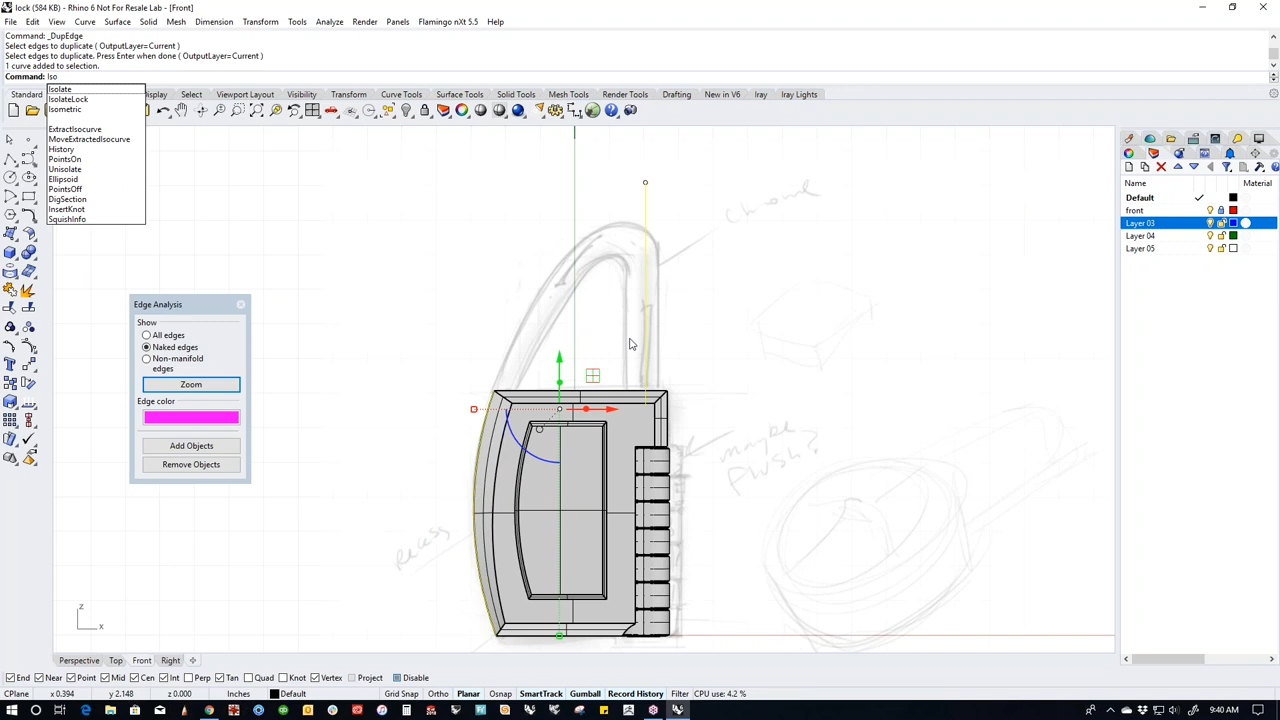 lock (584 KB) - Rhino 6 Not For Resale Lab - [Front]
File Edit View Curve Surface Solid Mesh Dimension Transform Tools Analyze Render Panels Flamingo nXt 5.5 Help
Command: _DupEdge
Select edges to duplicate ( OutputLayer=Current )
Select edges to duplicate. Press Enter when done ( OutputLayer=Current )
1 curve added to selection.
Command: Iso
Isolate
IsolateLock
Isometric
ExtractIsocurve
MoveExtractedIsocurve
History
PointsOn
Unisolate
Ellipsoid
PointsOff
DigSection
InsertKnot
SquishInfo
Standard Display Select Viewport Layout Visibility Transform Curve Tools Surface Tools Solid Tools Mesh Tools Render Tools Drafting New in V6 Iray Iray Lights
Name Material
Default
front
Layer 03
Layer 04
Layer 05
Chrome
Edge Analysis
Show
All edges
Naked edges
Non-manifold
edges
Zoom
Edge color
Add Objects
Remove Objects
maybe
FLUSH?
Recess
z
x
Perspective Top Front Right
End Near Point Mid Cen Int Perp Tan Quad Knot Vertex Project Disable
CPlane x 0.394 y 2.148 z 0.000 Inches Default Grid Snap Ortho Planar Osnap SmartTrack Gumball Record History Filter CPU use: 4.2 %
9:40 AM